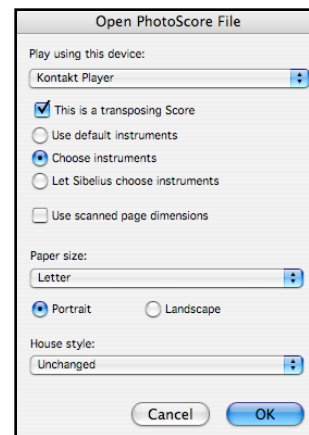 Open PhotoScore File
Play using this device:
Kontakt Player
This is a transposing Score
Use default instruments
Choose instruments
Let Sibelius choose instruments
Use scanned page dimensions
Paper size:
Letter
Portrait Landscape
House style:
Unchanged
Cancel OK